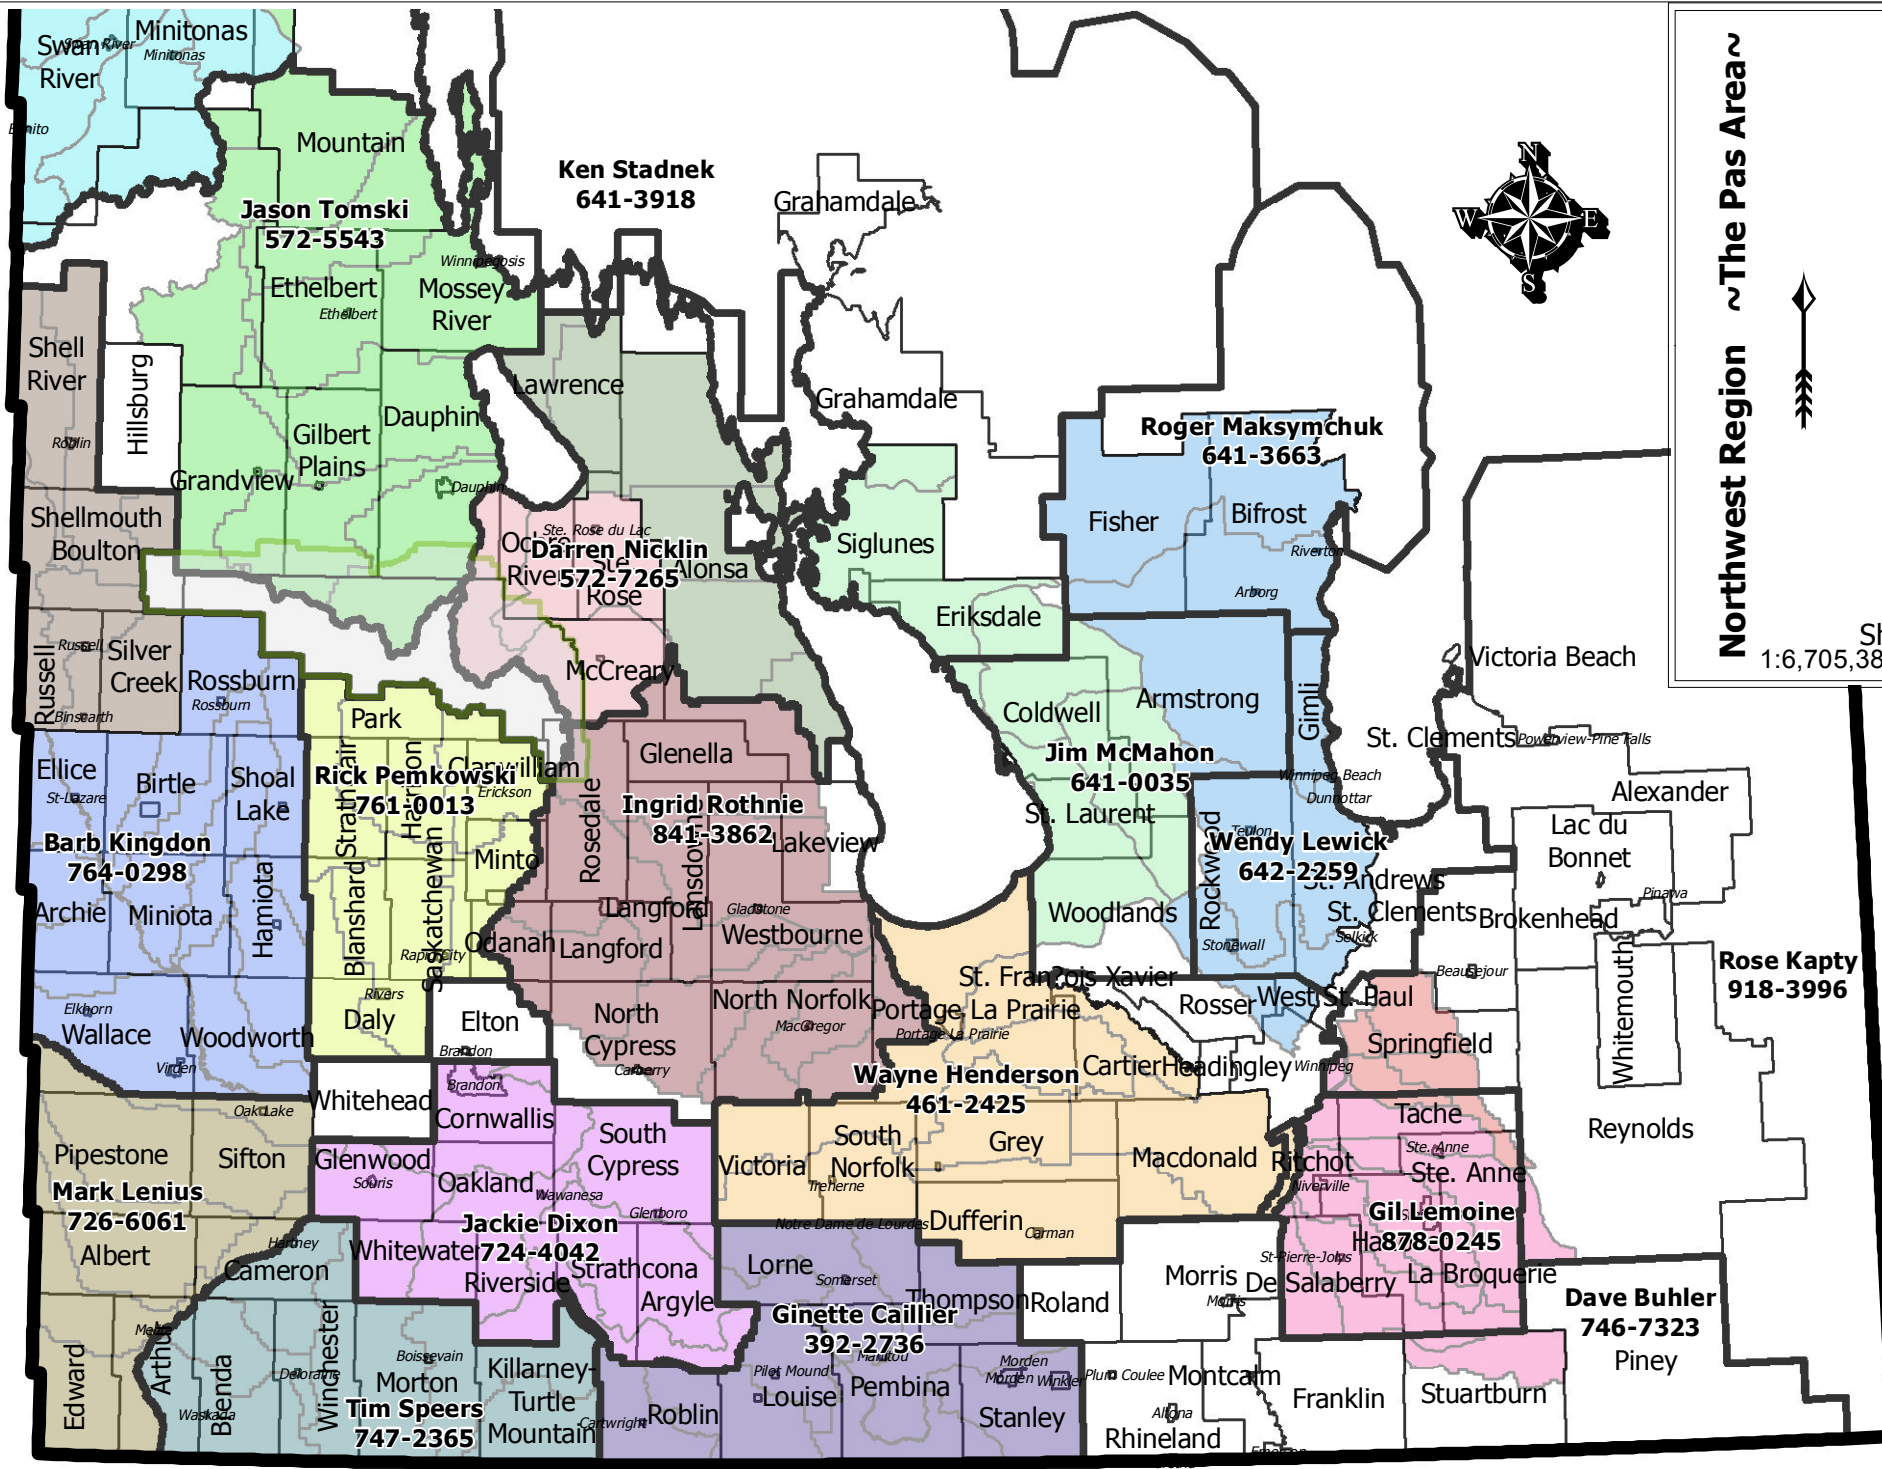 Swan
River
Swan River
Minitonas
Minitonas
Mountain
Jason Tomski
572-5543
Ken Stadnek
641-3918
Grahamdale
N
W
E
S
Northwest Region ~The Pas Area~
1:6,705,38
Winnipegosis
Ethelbert
Ethelbert
Mossey
River
Shell
River
Roblin
Hillsburg
Lawrence
Grahamdale
Dauphin
Gilbert
Plains
Grandview
Dauphin
Roger Maksymchuk
641-3663
Fisher
Bifrost
Riverton
Arborg
Shellmouth
Boulton
Ste. Rose du Lac
Darren Nicklin
572-7265
Ste
Rose
Alonsa
Siglunes
Eriksdale
McCreary
Russell
Russell
Silver
Creek
Binscarth
Rossburn
Rossburn
Victoria Beach
Armstrong
Gimli
Coldwell
Jim McMahon
641-0035
St. Laurent
St. Clements
Powerview-Pine Falls
Park
Glenella
Ellice
St-Lazare
Birtle
Shoal
Lake
Strathclair
Rick Pemkowski
761-0013
Clanwilliam
Erickson
Rosedale
Ingrid Rothnie
841-3862
Lakeview
Winnipeg Beach
Dunnottar
Alexander
Lac du
Bonnet
Barb Kingdon
764-0298
Minto
Teulon
Rockwood
Wendy Lewick
642-2259
St. Andrews
St. Clements
Selkirk
Pinawa
Archie
Miniota
Hamiota
Blanshard
Saskatchewan
Rapid City
Odanah
Langford
Langford
Gladstone
Westbourne
Woodlands
Stonewall
Brokenhead
Beausejour
Whitemouth
Rose Kapty
918-3996
Elkhorn
Wallace
Woodworth
Virden
Rivers
Daly
Elton
Brandon
North
Cypress
Carberry
North Norfolk
MacGregor
St. Fran?ois Xavier
Portage La Prairie
Portage La Prairie
Rosser
West St. Paul
Springfield
Cartier
Headingley
Winnipeg
Wayne Henderson
461-2425
Whitehead
Brandon
Cornwallis
Oak Lake
Pipestone
Sifton
Mark Lenius
726-6061
Albert
Glenwood
Souris
Oakland
Wawanesa
South
Cypress
Glenboro
Victoria
South
Norfolk
Treherne
Grey
Macdonald
Tache
Ste. Anne
Ste. Anne
Ritchot
Niverville
Reynolds
Gil Lemoine
878-0245
Hartney
Cameron
Whitewater
Jackie Dixon
724-4042
Riverside
Strathcona
Argyle
Notre Dame de Lourdes
Dufferin
Carman
Lorne
Somerset
Thompson
Roland
Morris
Morris
St-Pierre-Jolys
De Salaberry
La Broquerie
Ginette Caillier
392-2736
Manitou
Dave Buhler
746-7323
Piney
Edward
Melita
Arthur
Waskada
Brenda
Deloraine
Winchester
Boissevain
Morton
Tim Speers
747-2365
Killarney-
Turtle
Mountain
Cartwright
Roblin
Pilot Mound
Louise
Pembina
Morden
Morden
Winkler
Stanley
Plum Coulee
Montcalm
Altona
Rhineland
Emerson
Franklin
Stuartburn